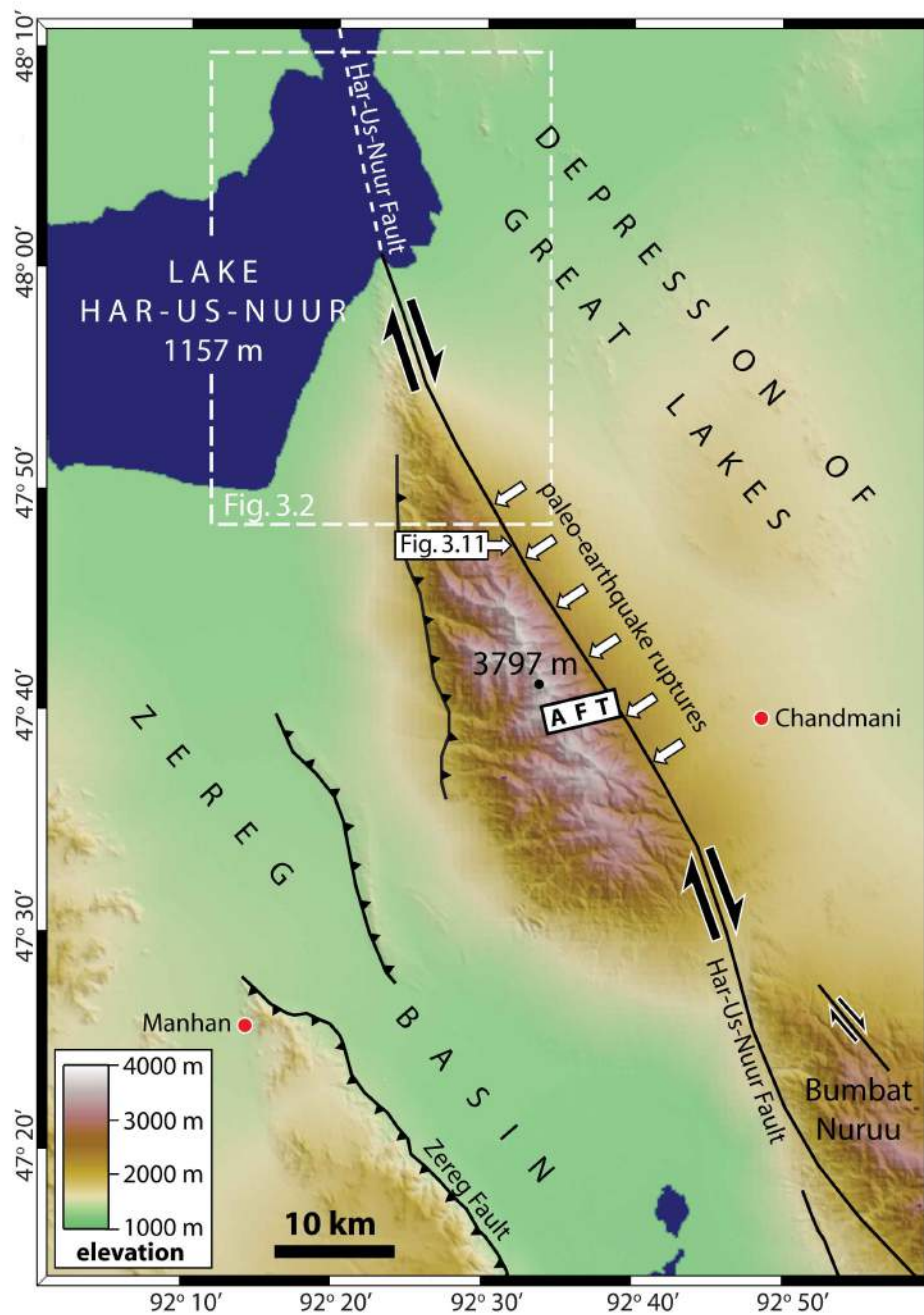 48° 10′
48° 00′
47° 50′
47° 40′
47° 30′
47° 20′
Har-Us-Nuur Fault
DEPRESSION OF
GREAT LAKES
LAKE
HAR-US-NUUR
1157 m
Fig. 3.2
Fig. 3.11
paleo-earthquake ruptures
3797 m
AFT
Chandmani
ZEREG BASIN
Manhan
Har-Us-Nuur Fault
Bumbat
Nuruu
Zereg Fault
4000 m
3000 m
2000 m
1000 m
elevation
10 km
92° 10′
92° 20′
92° 30′
92° 40′
92° 50′